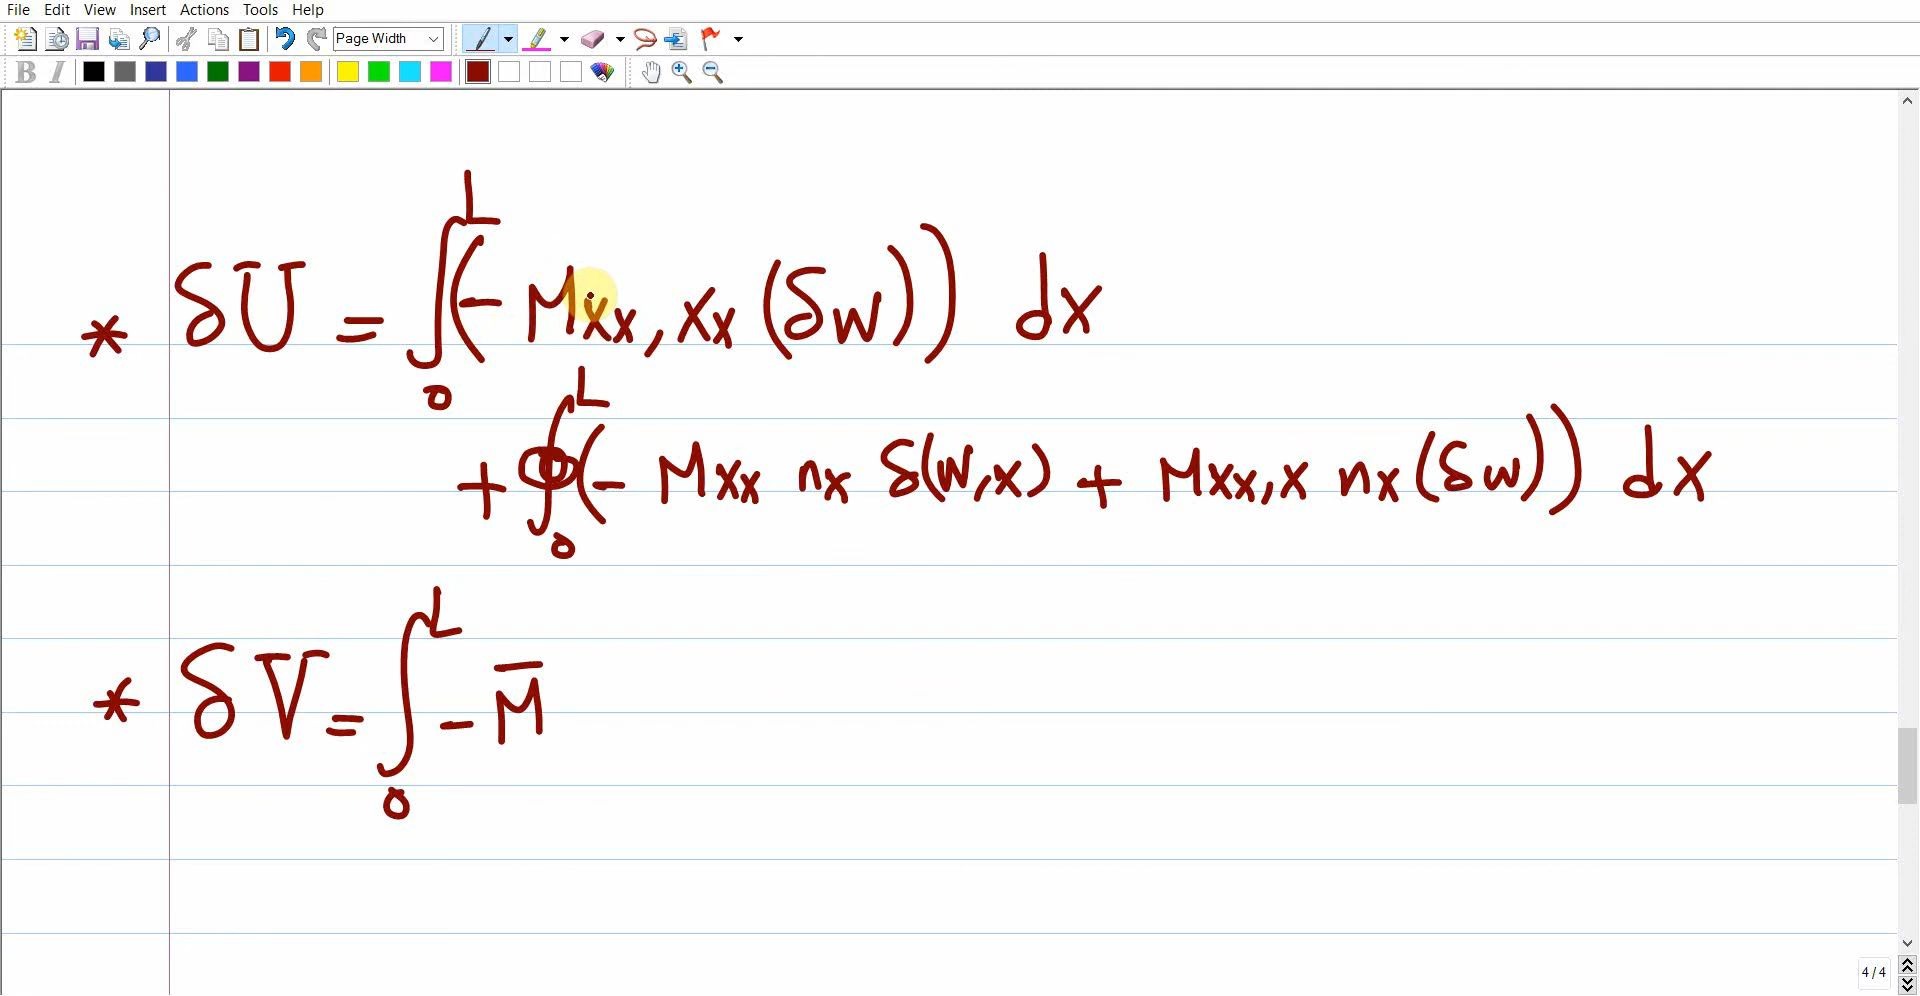 File Edit View Insert Actions Tools Help
Page Width
B I
* δU = ∫₀ᴸ (- Mxx,xx (δw)) dx
+ ∮₀ᴸ (- Mxx nx δ(w,x) + Mxx,x nx (δw)) dx
* δV = ∫₀ᴸ - M̅
4/4